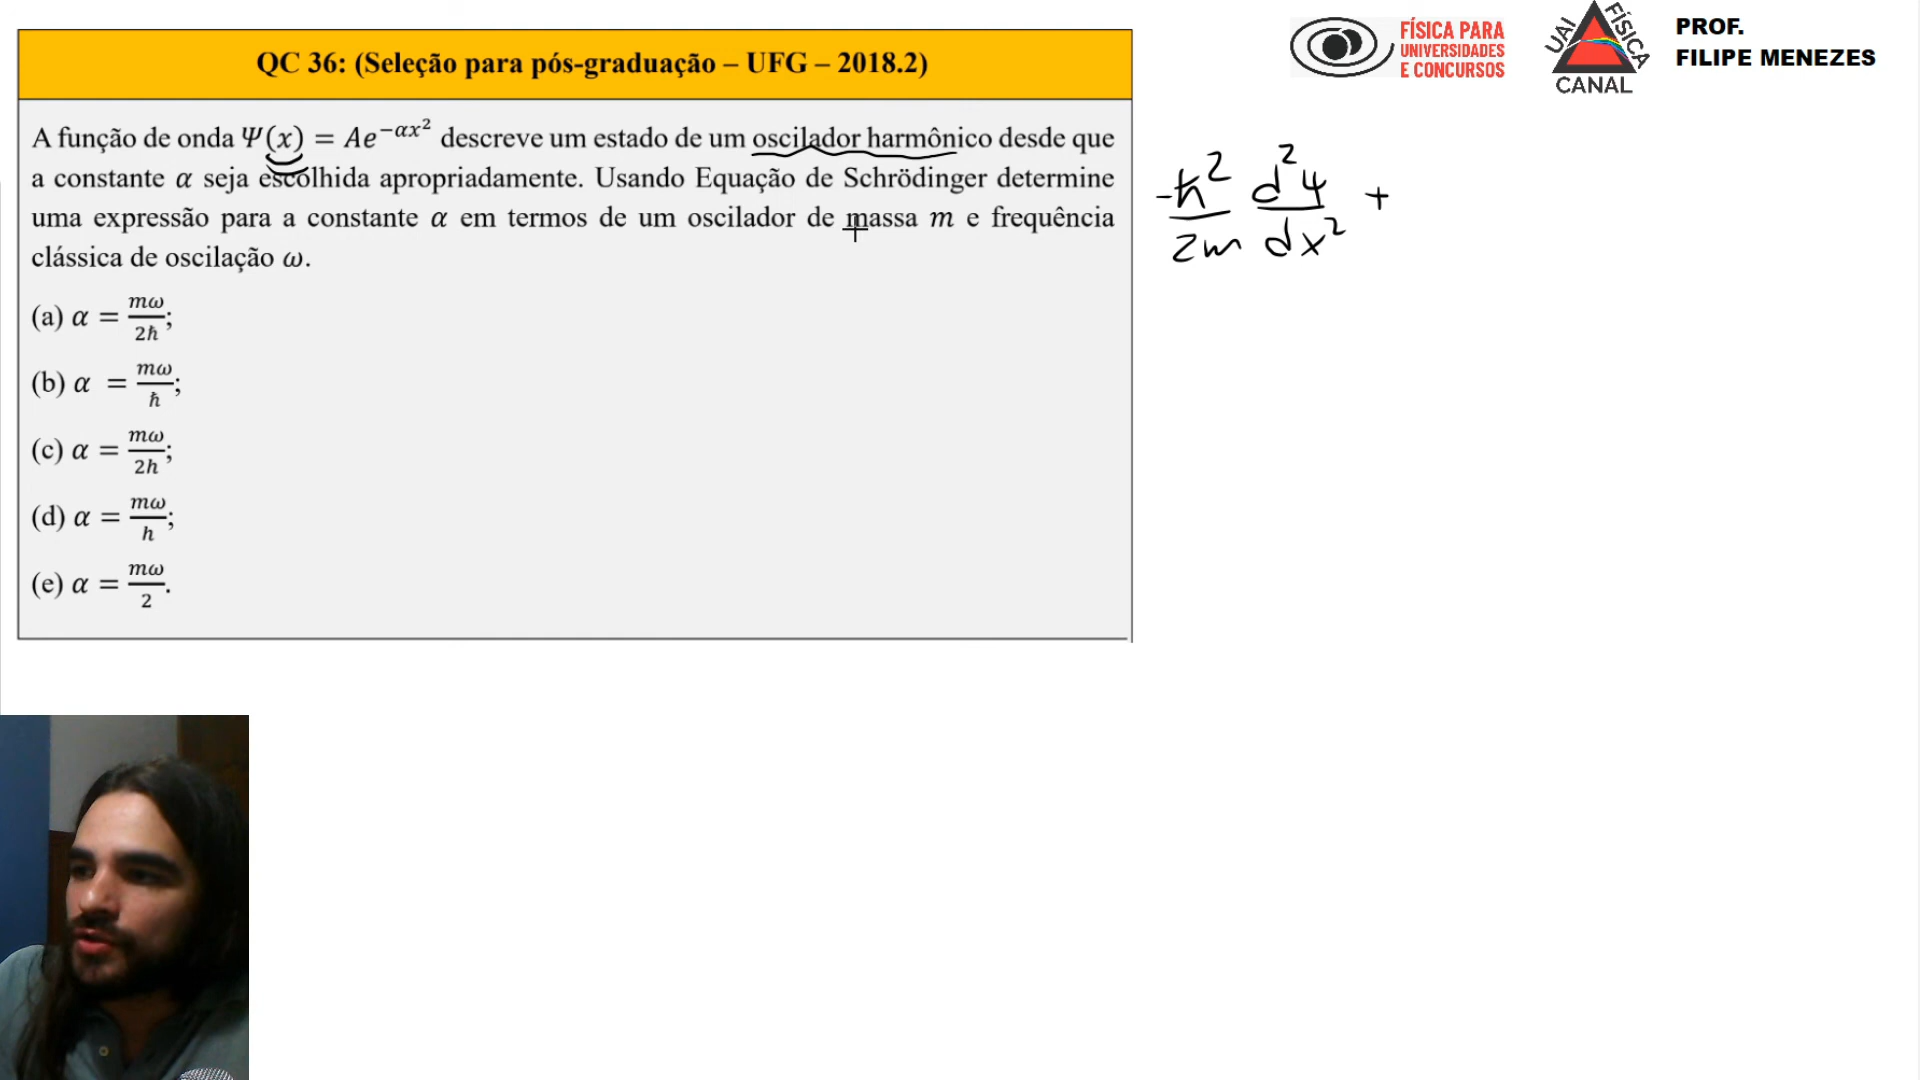 QC 36: (Seleção para pós-graduação – UFG – 2018.2)
A função de onda Ψ(x) = Ae^{−αx²} descreve um estado de um oscilador harmônico desde que
a constante α seja escolhida apropriadamente. Usando Equação de Schrödinger determine
uma expressão para a constante α em termos de um oscilador de massa m e frequência
clássica de oscilação ω.
(a) α = mω/2ħ;
(b) α = mω/ħ;
(c) α = mω/2h;
(d) α = mω/h;
(e) α = mω/2.
FÍSICA PARA
UNIVERSIDADES
E CONCURSOS
UAI FÍSICA
CANAL
PROF.
FILIPE MENEZES
-ħ²/2m d²ψ/dx² +